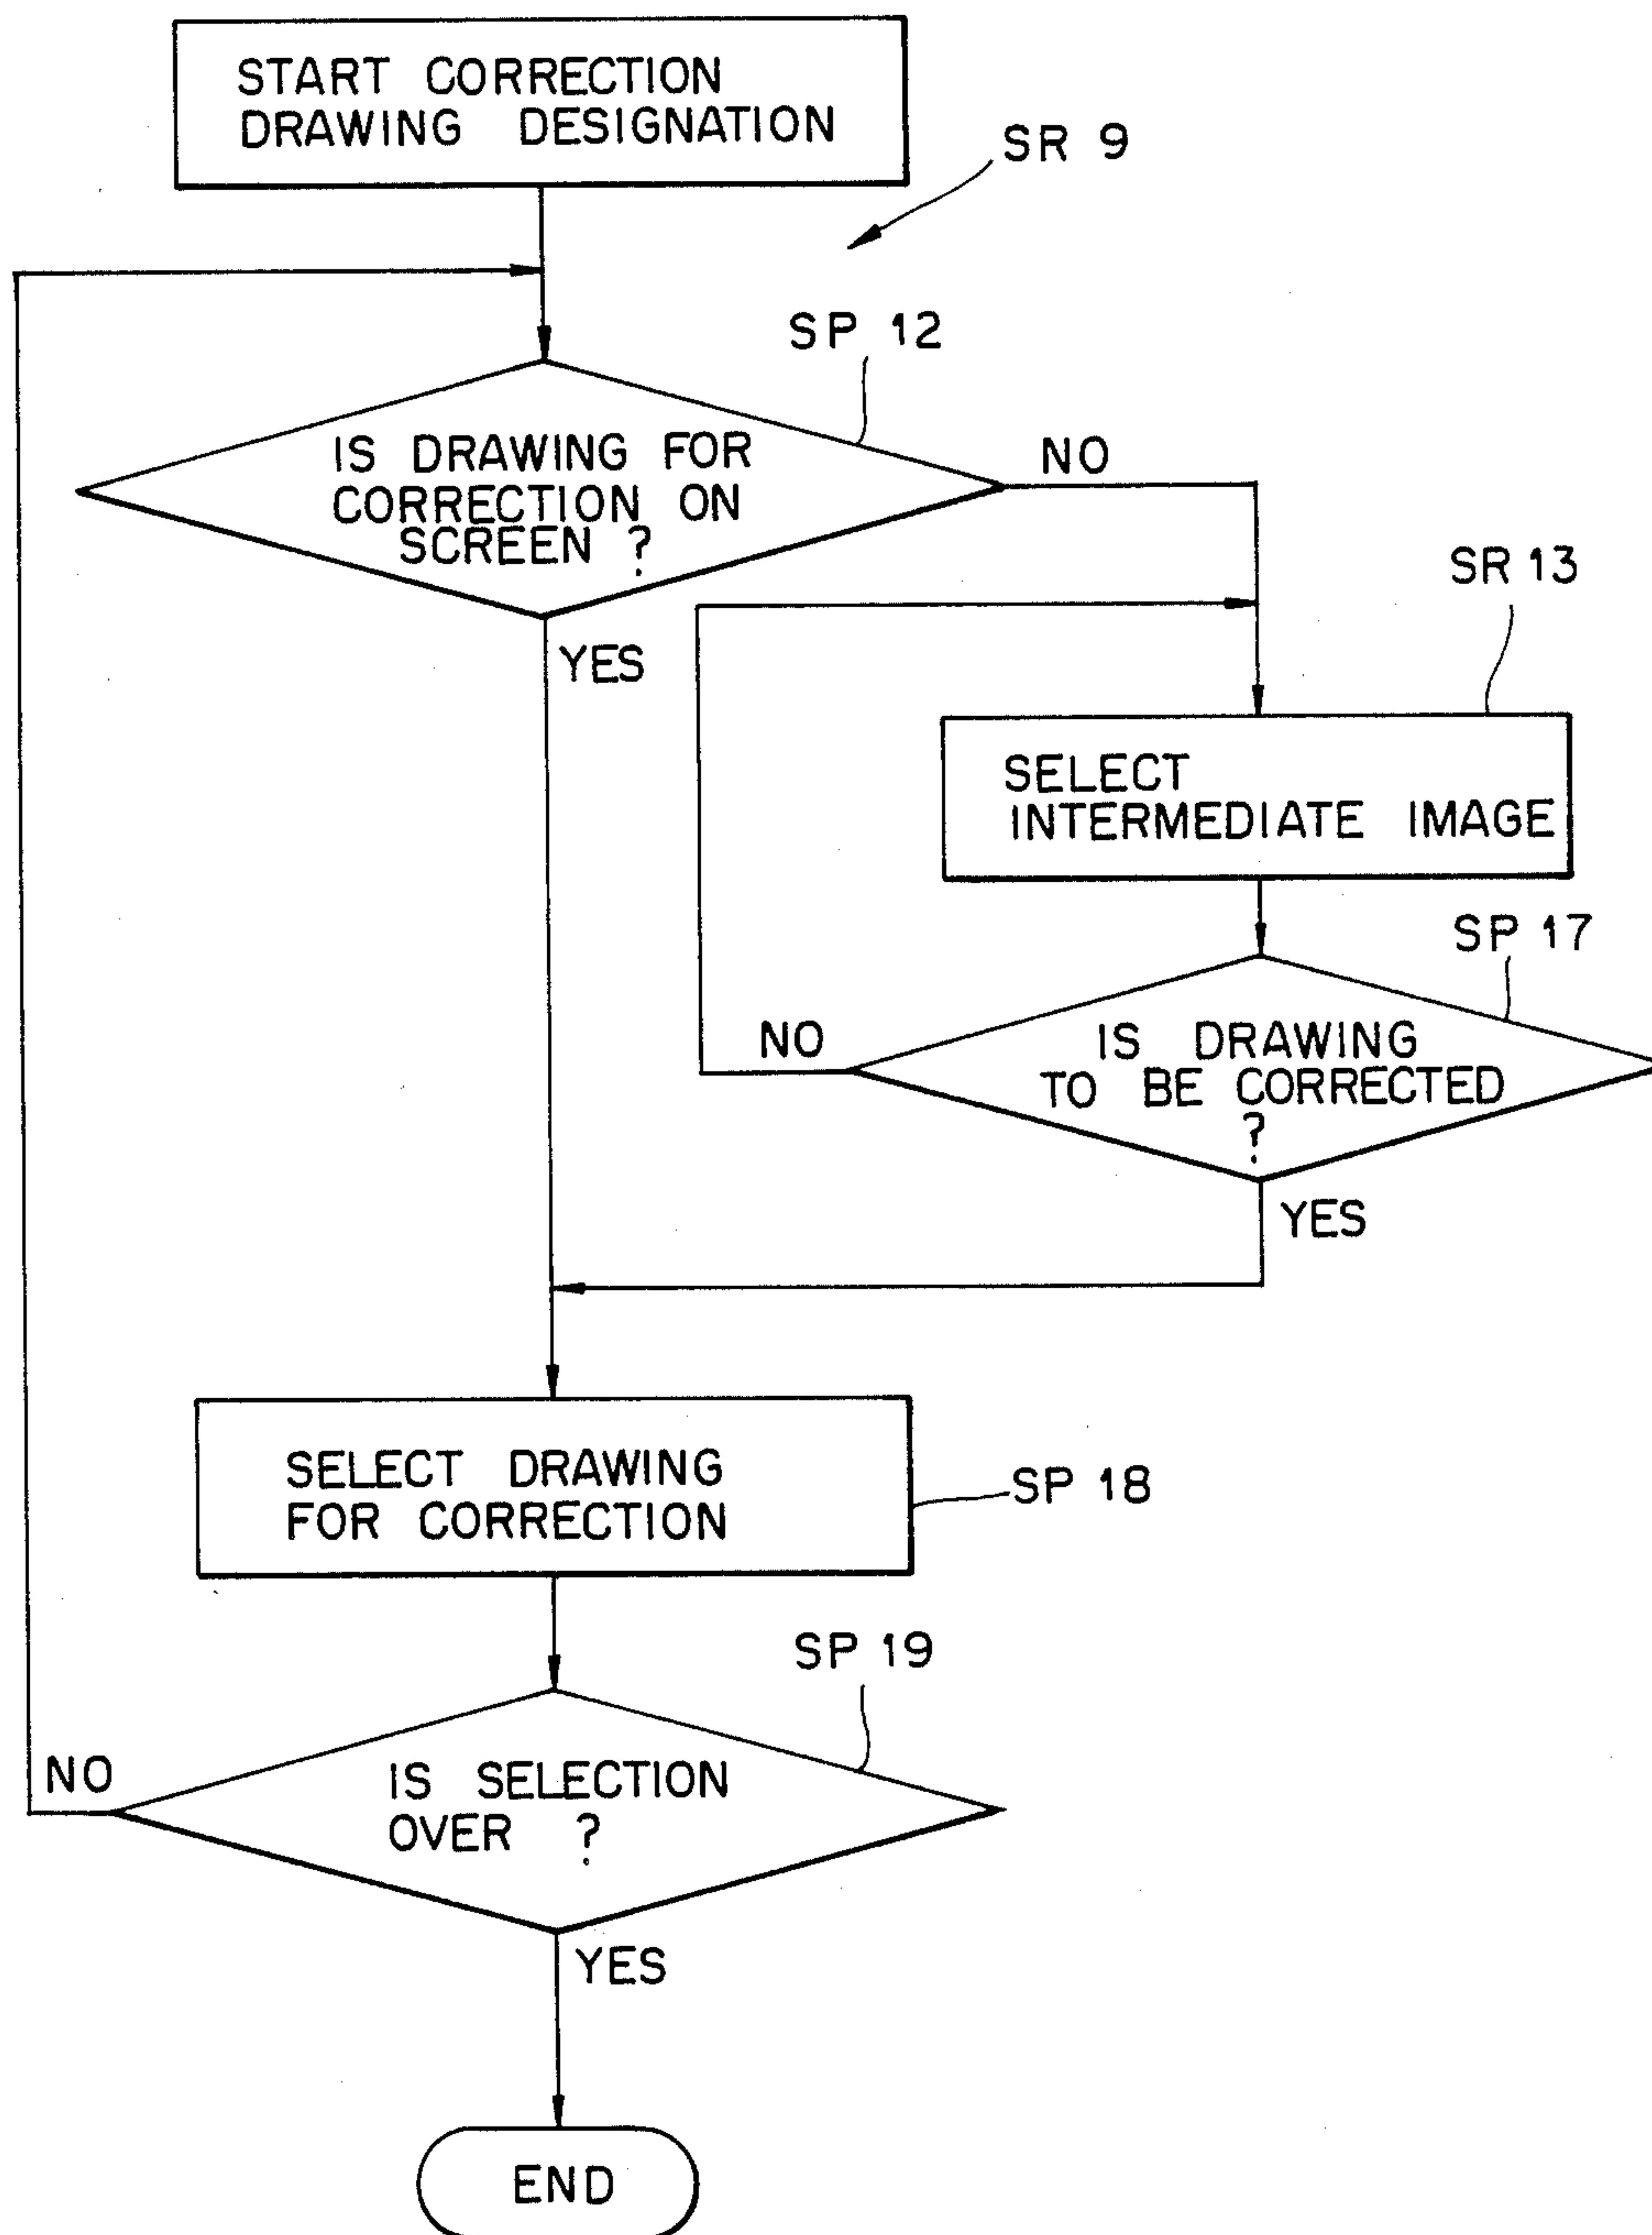 START CORRECTION
DRAWING DESIGNATION
SR 9
SP 12
IS DRAWING FOR
CORRECTION ON
SCREEN ?
NO
YES
SR 13
SELECT
INTERMEDIATE IMAGE
SP 17
IS DRAWING
TO BE CORRECTED
?
NO
YES
SELECT DRAWING
FOR CORRECTION
SP 18
SP 19
IS SELECTION
OVER ?
NO
YES
END